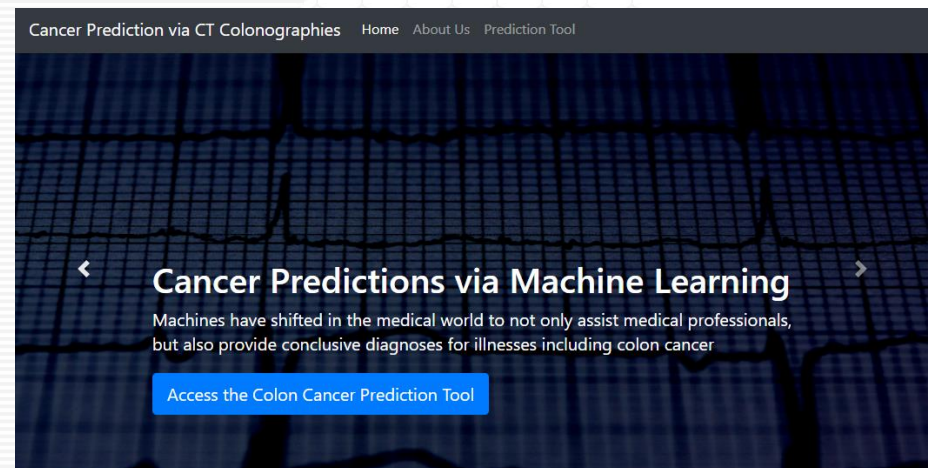 Cancer Prediction via CT Colonographies Home About Us Prediction Tool
Cancer Predictions via Machine Learning
Machines have shifted in the medical world to not only assist medical professionals,
but also provide conclusive diagnoses for illnesses including colon cancer
Access the Colon Cancer Prediction Tool